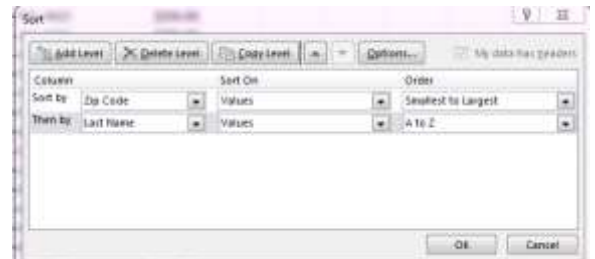 Sort
Add Level Delete Level Copy Level Options... My data has headers
Column Sort On Order
Sort by Zip Code Values Smallest to Largest
Then by Last Name Values A to Z
OK Cancel